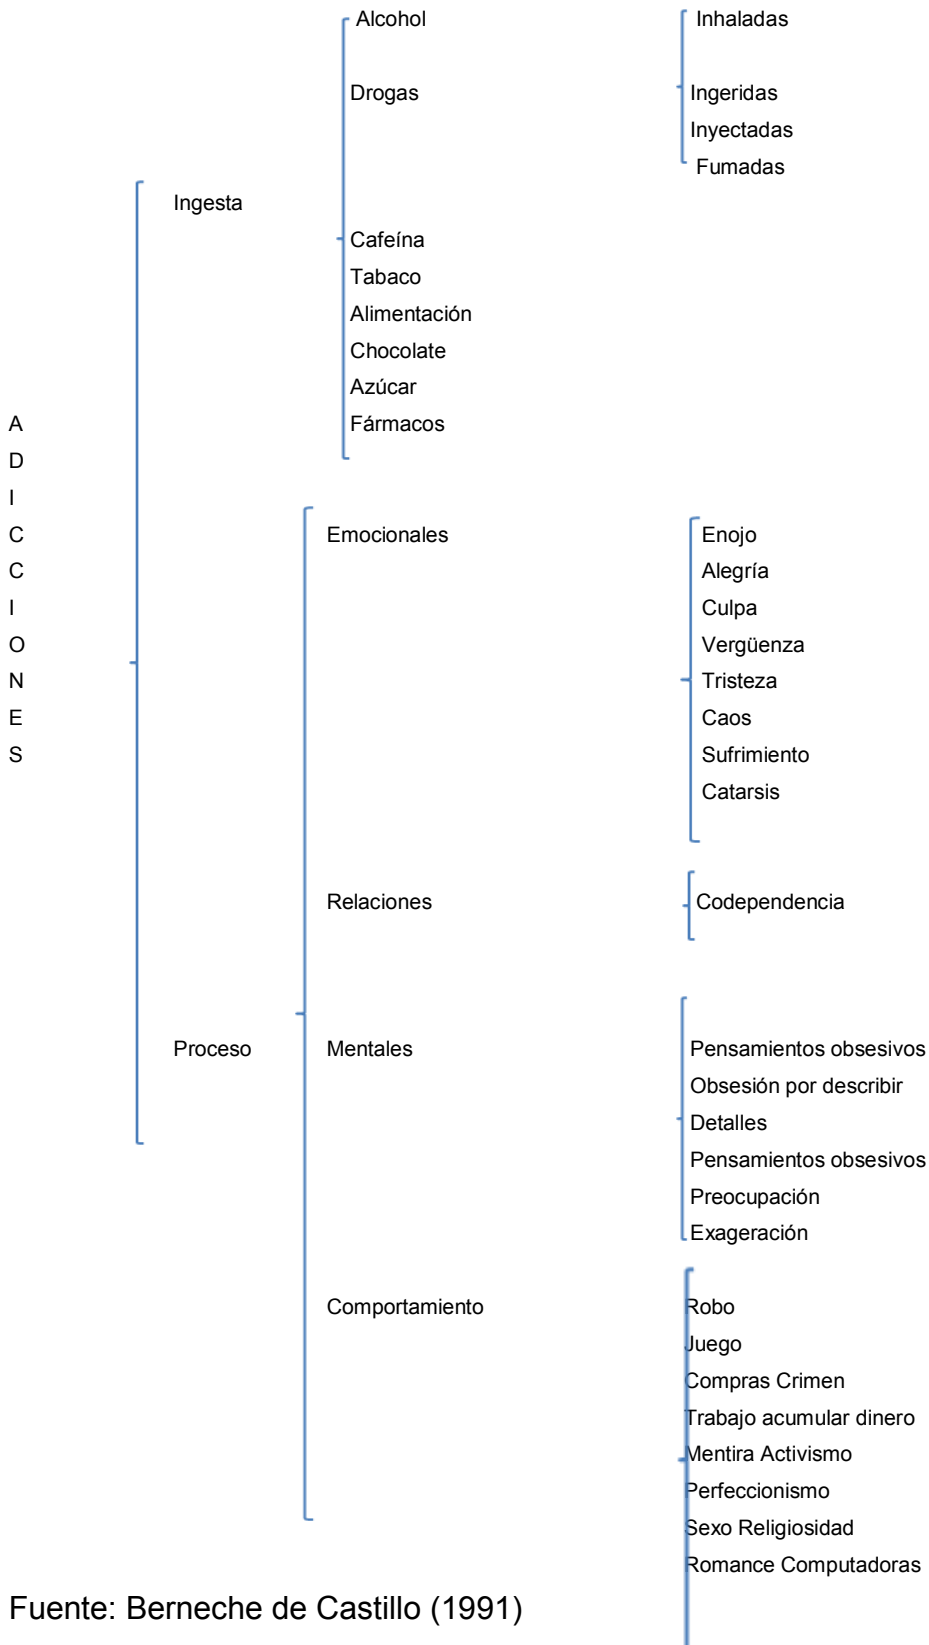 Alcohol
Inhaladas
Drogas
Ingeridas
Inyectadas
Fumadas
Ingesta
Cafeína
Tabaco
Alimentación
Chocolate
Azúcar
Fármacos
A
D
I
C
C
I
O
N
E
S
Emocionales
Enojo
Alegría
Culpa
Vergüenza
Tristeza
Caos
Sufrimiento
Catarsis
Relaciones
Codependencia
Proceso
Mentales
Pensamientos obsesivos
Obsesión por describir
Detalles
Pensamientos obsesivos
Preocupación
Exageración
Comportamiento
Robo
Juego
Compras Crimen
Trabajo acumular dinero
Mentira Activismo
Perfeccionismo
Sexo Religiosidad
Romance Computadoras
Fuente: Berneche de Castillo (1991)